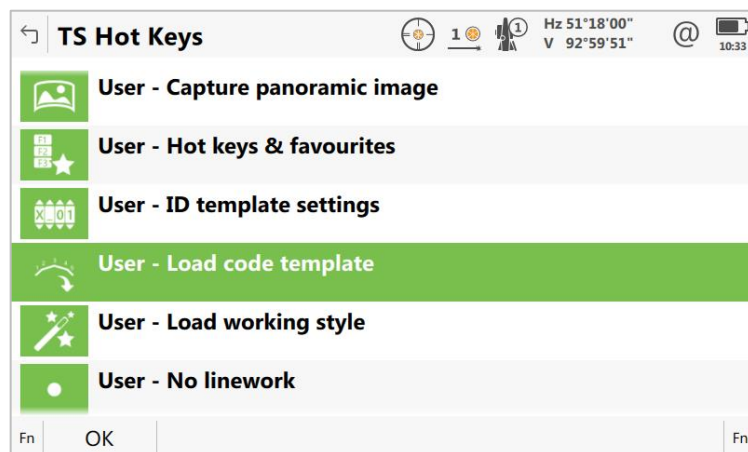 TS Hot Keys
1
1
Hz 51°18'00"
V 92°59'51"
@
10:33
User - Capture panoramic image
F1
F2
F3
User - Hot keys & favourites
X_01
User - ID template settings
User - Load code template
User - Load working style
User - No linework
Fn
OK
Fn